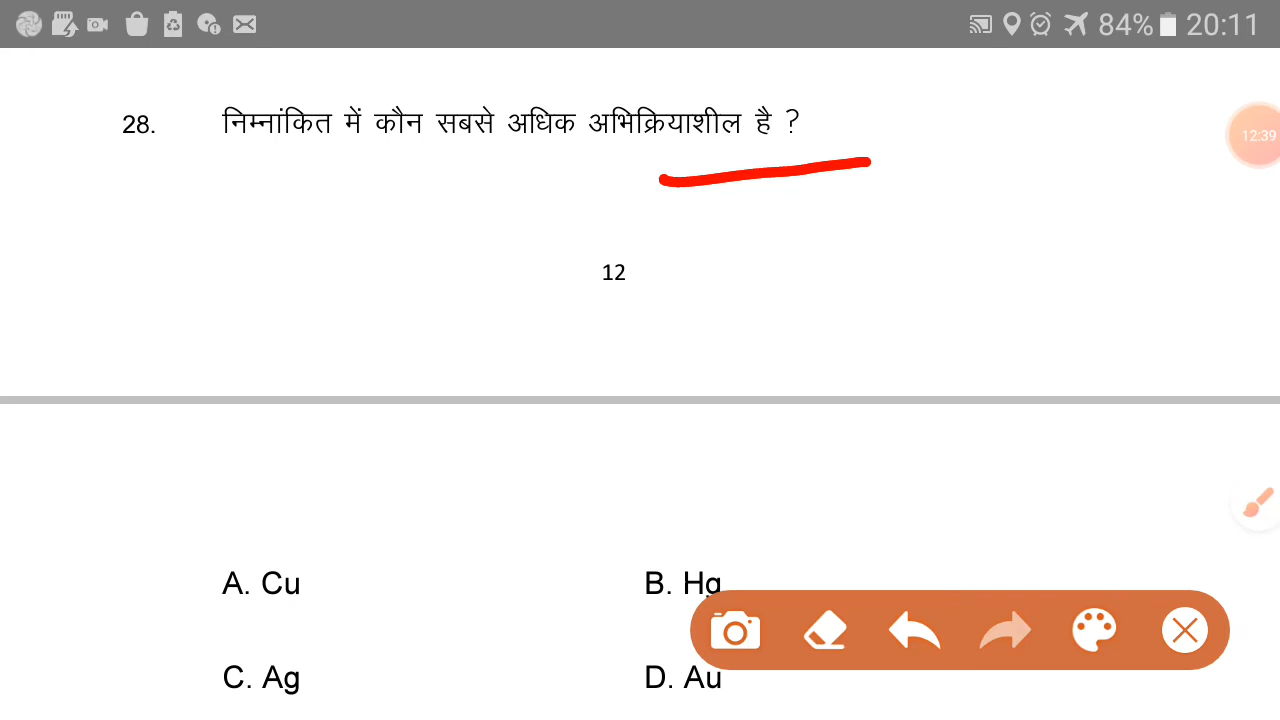 84% 20:11
28. निम्नांकित में कौन सबसे अधिक अभिक्रियाशील है ?
12:39
12
A. Cu B. Hg
C. Ag D. Au